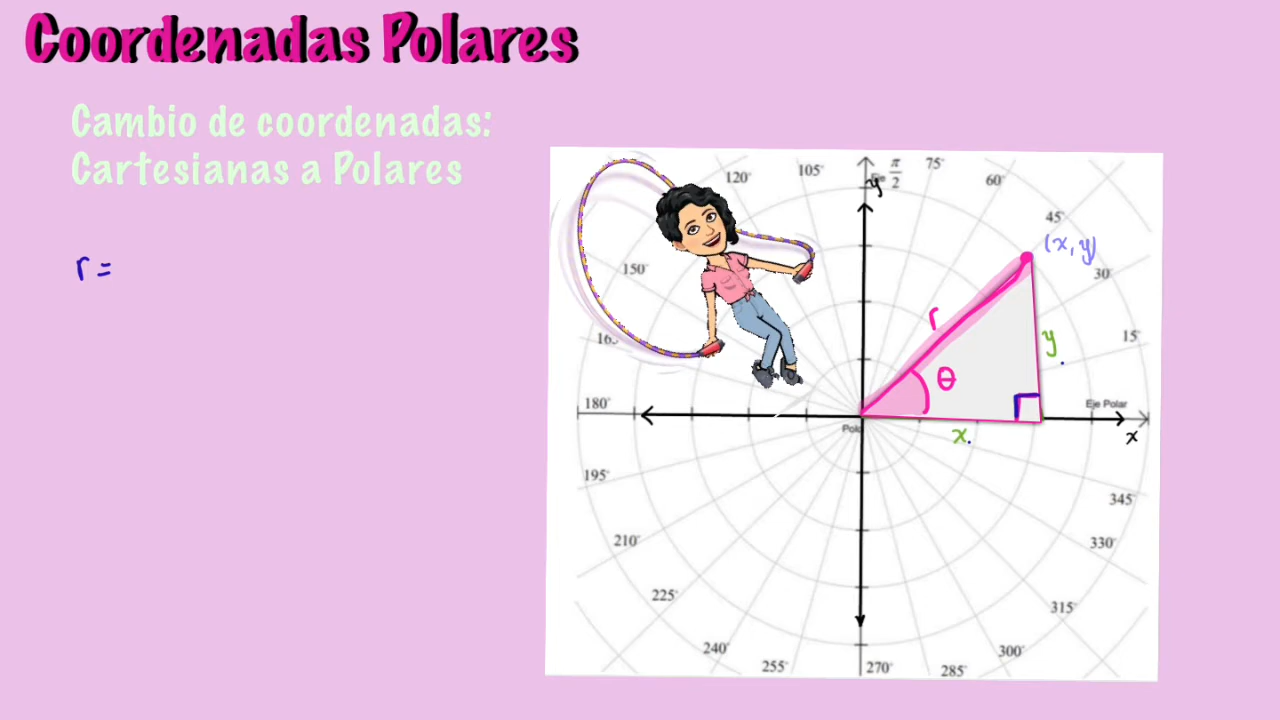 Coordenadas Polares
Cambio de coordenadas:
Cartesianas a Polares
r =
105°
π/2
75°
y
120°
60°
45°
(x, y)
150°
30°
r
15°
y
θ
180°
Eje Polar
Polo
x
x
195°
345°
210°
330°
225°
315°
240°
300°
255°
270°
285°